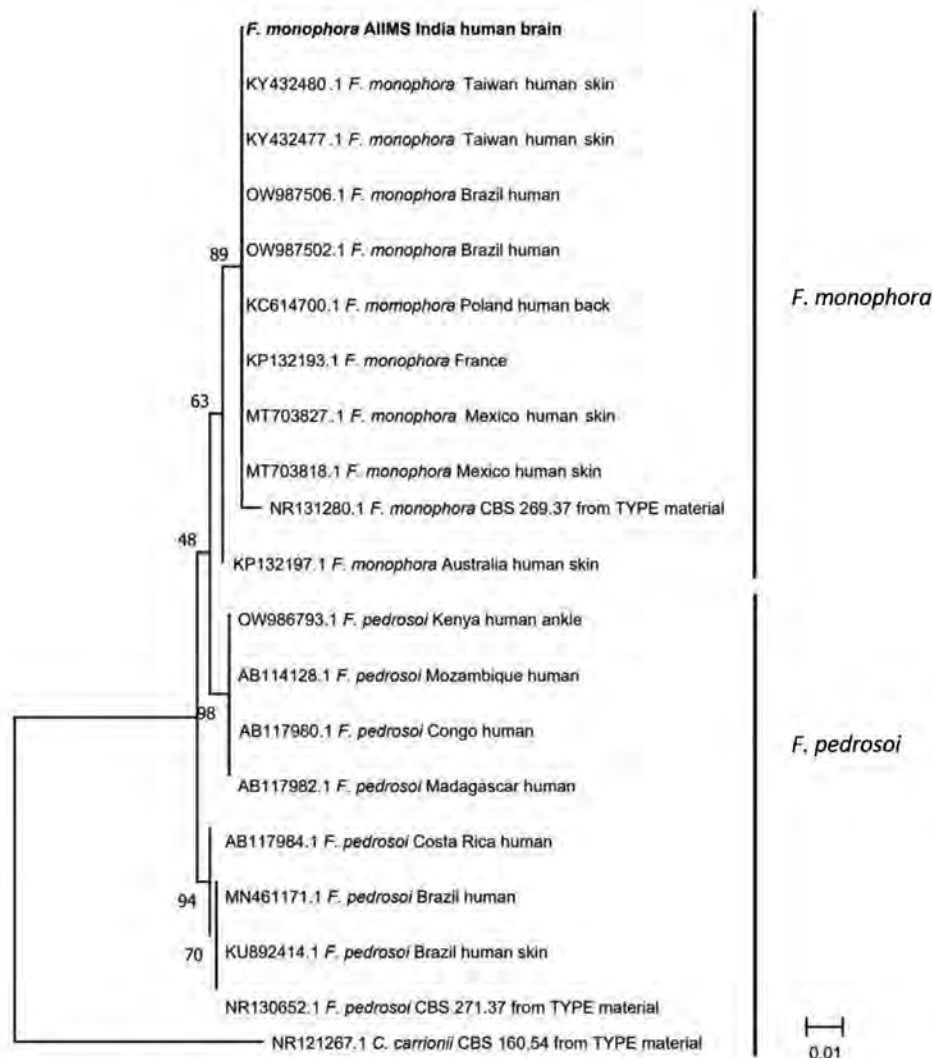 F. monophora AIIMS India human brain
KY432480.1 F. monophora Taiwan human skin
KY432477.1 F. monophora Taiwan human skin
OW987506.1 F. monophora Brazil human
OW987502.1 F. monophora Brazil human
89
F. monophora
KC614700.1 F. momophora Poland human back
KP132193.1 F. monophora France
63
MT703827.1 F. monophora Mexico human skin
MT703818.1 F. monophora Mexico human skin
NR131280.1 F. monophora CBS 269.37 from TYPE material
48
KP132197.1 F. monophora Australia human skin
OW986793.1 F. pedrosoi Kenya human ankle
AB114128.1 F. pedrosoi Mozambique human
98
AB117980.1 F. pedrosoi Congo human
F. pedrosoi
AB117982.1 F. pedrosoi Madagascar human
AB117984.1 F. pedrosoi Costa Rica human
94
MN461171.1 F. pedrosoi Brazil human
70
KU892414.1 F. pedrosoi Brazil human skin
NR130652.1 F. pedrosoi CBS 271.37 from TYPE material
NR121267.1 C. carrionii CBS 160.54 from TYPE material
0.01